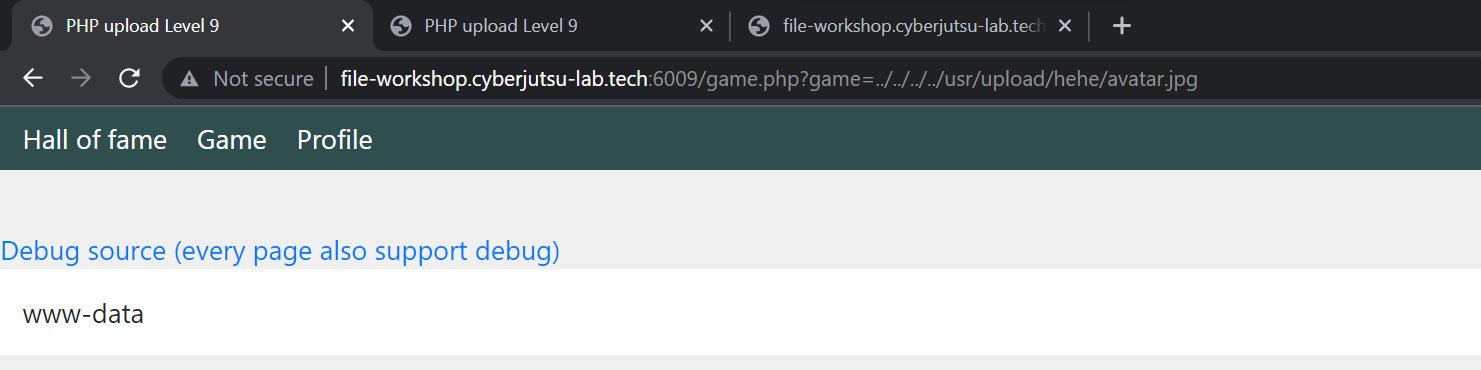 PHP upload Level 9
PHP upload Level 9
file-workshop.cyberjutsu-lab.tech
Not secure | file-workshop.cyberjutsu-lab.tech:6009/game.php?game=../../../../usr/upload/hehe/avatar.jpg
Hall of fame Game Profile
Debug source (every page also support debug)
www-data